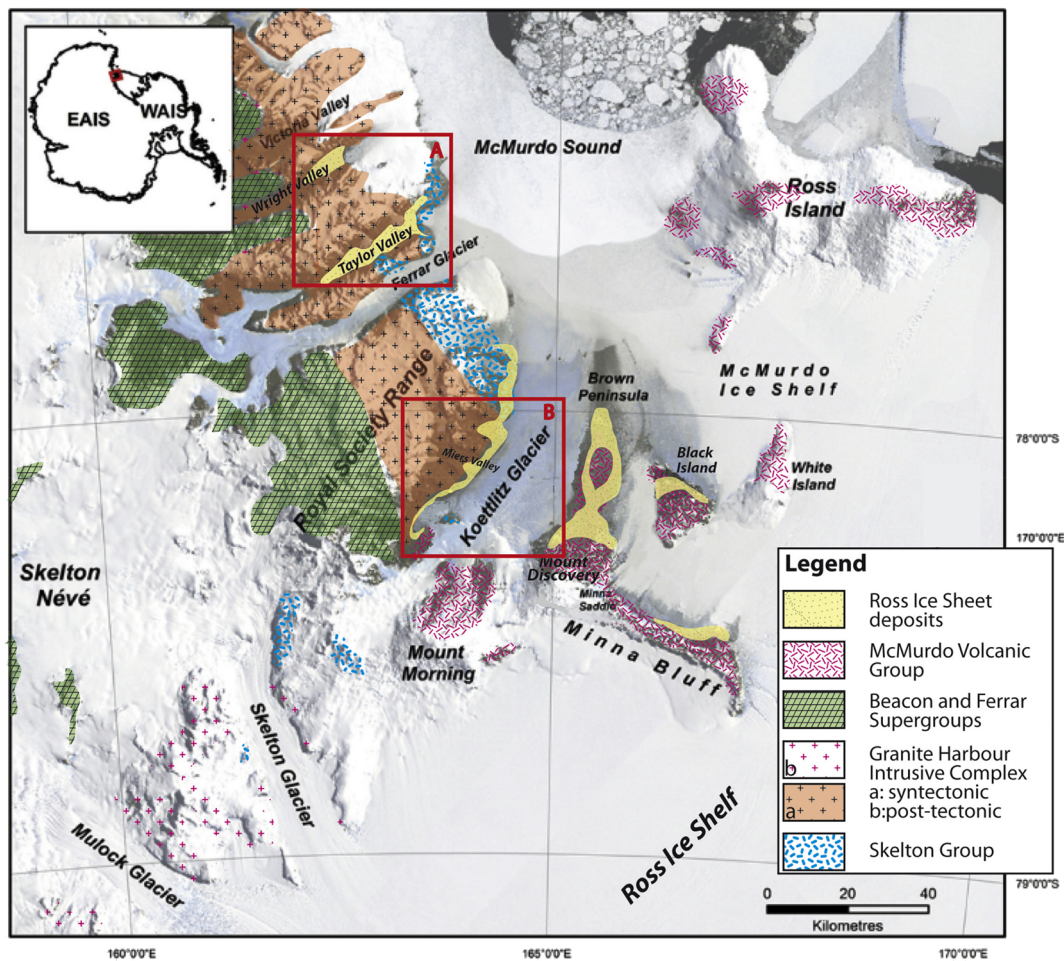 EAIS
WAIS
Victoria Valley
Wright Valley
A
McMurdo Sound
Ross
Island
Taylor Valley
Ferrar Glacier
Royal Society Range
McMurdo
Ice Shelf
Brown
Peninsula
B
78°0'0"S
Miers Valley
Koettlitz Glacier
Black
Island
White
Island
170°0'0"E
Skelton
Névé
Mount
Discovery
Minna
Saddle
Minna Bluff
Mount
Morning
Skelton Glacier
Mulock Glacier
Ross Ice Shelf
Legend
Ross Ice Sheet
deposits
McMurdo Volcanic
Group
Beacon and Ferrar
Supergroups
b
Granite Harbour
Intrusive Complex
a
a: syntectonic
b:post-tectonic
Skelton Group
79°0'0"S
0 20 40
Kilometres
160°0'0"E
165°0'0"E
170°0'0"E